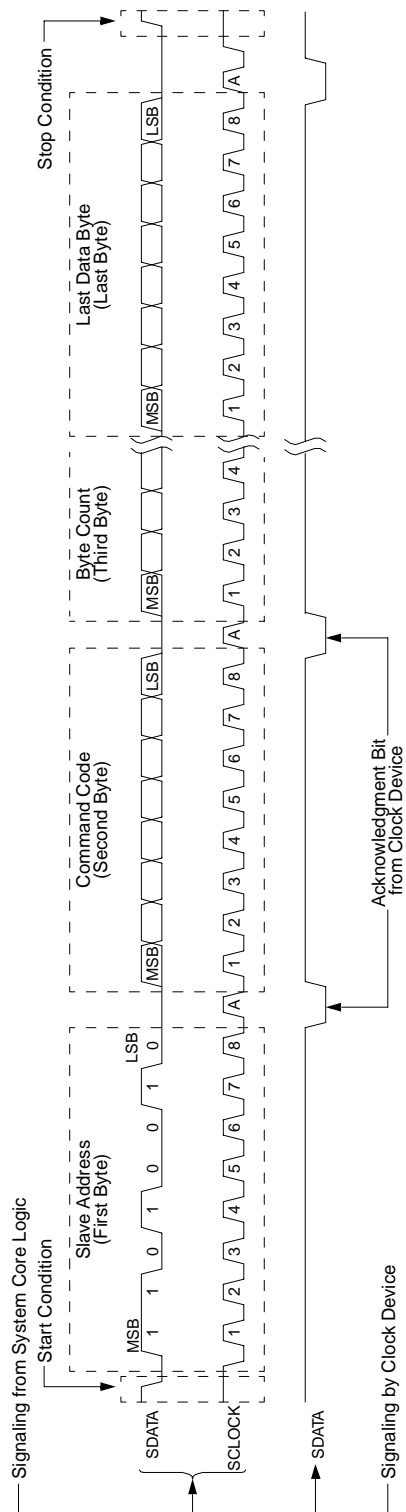 Signaling from System Core Logic
Start Condition
Stop Condition
Slave Address
(First Byte)
Command Code
(Second Byte)
Byte Count
(Third Byte)
Last Data Byte
(Last Byte)
MSB
LSB
SDATA
1 1 0 1 0 0 1 0
MSB
LSB
MSB
MSB
LSB
SCLOCK
1 2 3 4 5 6 7 8 A
1 2 3 4 5 6 7 8 A
1 2 3 4
1 2 3 4 5 6 7 8 A
SDATA
Acknowledgment Bit
from Clock Device
Signaling by Clock Device